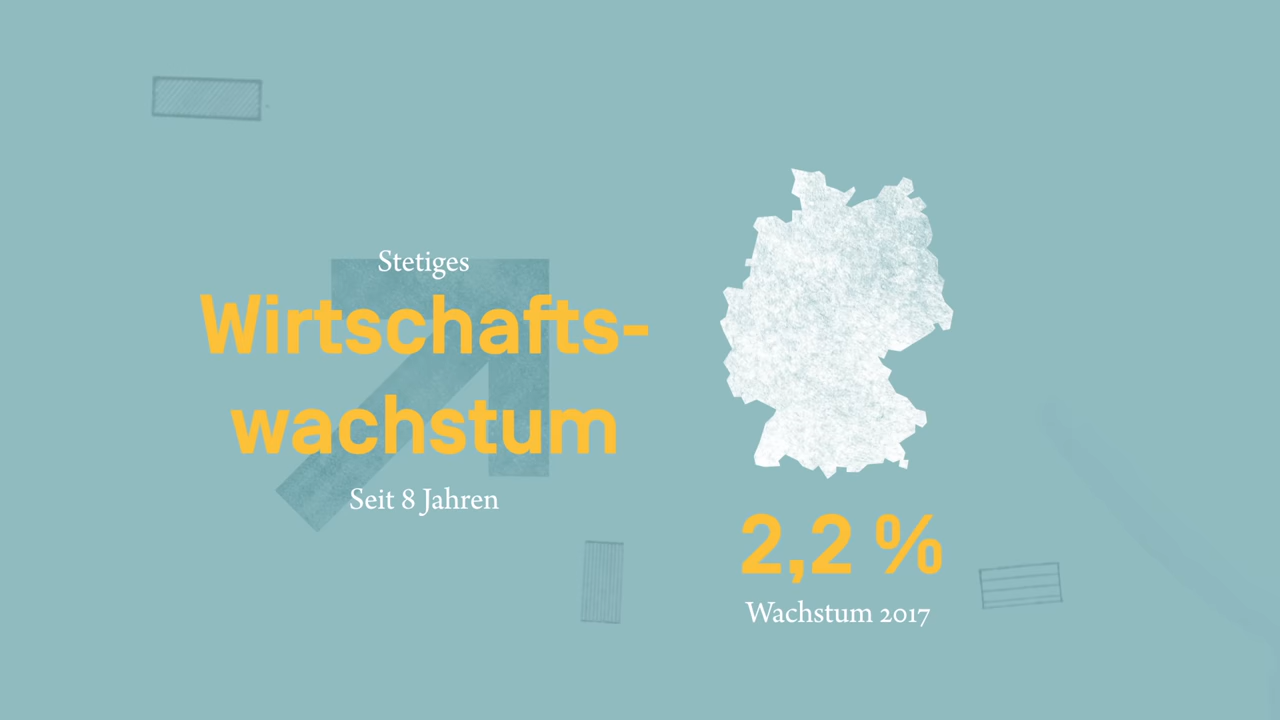 Stetiges
Wirtschafts-
wachstum
Seit 8 Jahren
2,2 %
Wachstum 2017